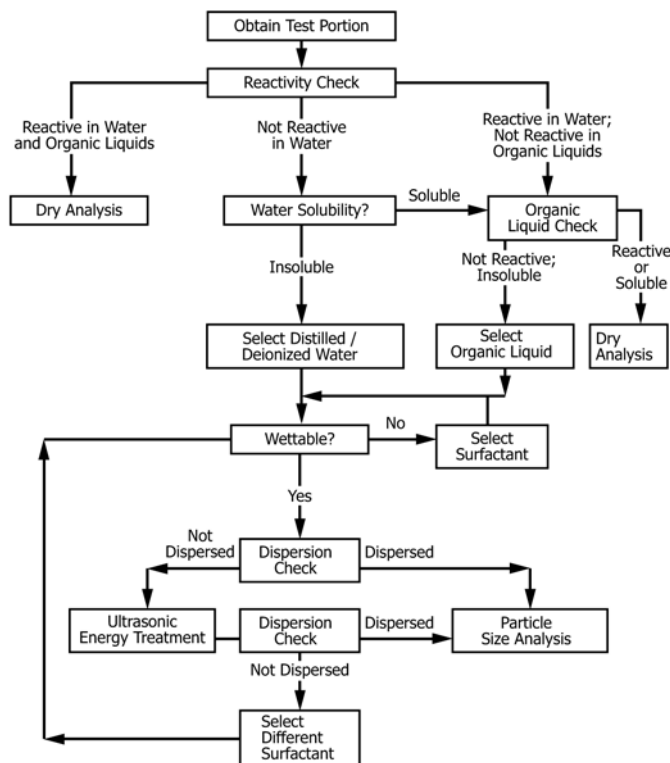 Obtain Test Portion
Reactivity Check
Reactive in Water
and Organic Liquids
Not Reactive
in Water
Reactive in Water;
Not Reactive in
Organic Liquids
Dry Analysis
Water Solubility?
Soluble
Organic
Liquid Check
Insoluble
Not Reactive;
Insoluble
Reactive
or
Soluble
Select Distilled /
Deionized Water
Select
Organic Liquid
Dry
Analysis
Wettable?
No
Select
Surfactant
Yes
Not
Dispersed
Dispersion
Check
Dispersed
Ultrasonic
Energy Treatment
Dispersion
Check
Dispersed
Particle
Size Analysis
Not Dispersed
Select
Different
Surfactant